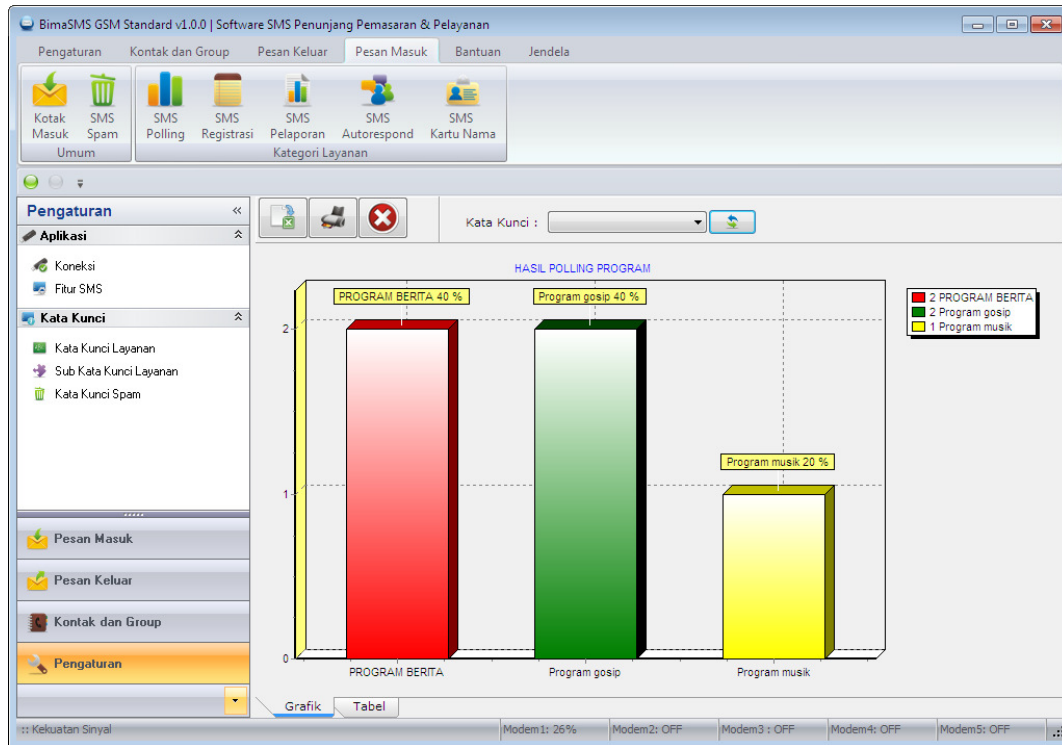 BimaSMS GSM Standard v1.0.0 | Software SMS Penunjang Pemasaran & Pelayanan
Pengaturan Kontak dan Group Pesan Keluar Pesan Masuk Bantuan Jendela
Kotak Masuk
SMS Spam
SMS Polling
SMS Registrasi
SMS Pelaporan
SMS Autorespond
SMS Kartu Nama
Umum
Kategori Layanan
Pengaturan
Aplikasi
Koneksi
Fitur SMS
Kata Kunci
Kata Kunci Layanan
Sub Kata Kunci Layanan
Kata Kunci Spam
Pesan Masuk
Pesan Keluar
Kontak dan Group
Pengaturan
Kata Kunci :
HASIL POLLING PROGRAM
PROGRAM BERITA 40 %
Program gosip 40 %
Program musik 20 %
2 PROGRAM BERITA
2 Program gosip
1 Program musik
2
1
0
PROGRAM BERITA
Program gosip
Program musik
Grafik Tabel
:: Kekuatan Sinyal Modem1: 26% Modem2: OFF Modem3 : OFF Modem4: OFF Modem5: OFF